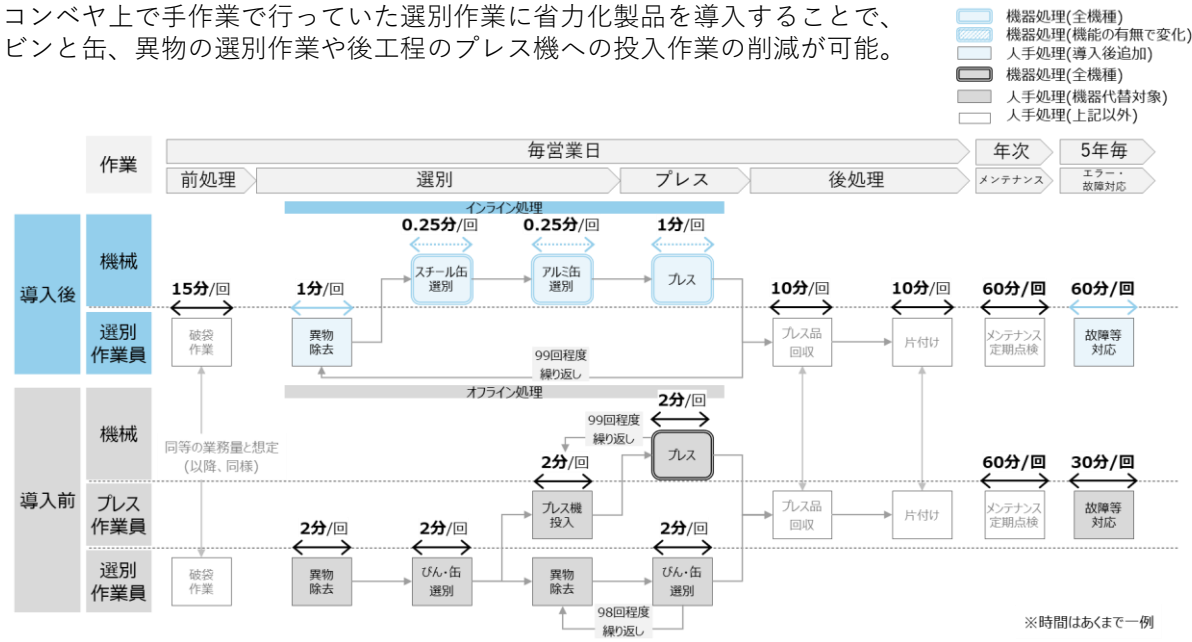 コンベヤ上で手作業で行っていた選別作業に省力化製品を導入することで、
ビンと缶、異物の選別作業や後工程のプレス機への投入作業の削減が可能。
機器処理(全機種)
機器処理(機能の有無で変化)
人手処理(導入後追加)
機器処理(全機種)
人手処理(機器代替対象)
人手処理(上記以外)
作業
毎営業日
年次
5年毎
前処理
選別
プレス
後処理
メンテナンス
エラー・
故障対応
インライン処理
導入後
機械
選別
作業員
0.25分/回
0.25分/回
1分/回
スチール缶
選別
アルミ缶
選別
プレス
15分/回
1分/回
10分/回
10分/回
60分/回
60分/回
破袋
作業
異物
除去
プレス品
回収
片付け
メンテナンス
定期点検
故障等
対応
99回程度
繰り返し
オフライン処理
導入前
機械
プレス
作業員
選別
作業員
同等の業務量と想定
(以降、同様)
99回程度
繰り返し
2分/回
プレス
2分/回
60分/回
30分/回
プレス機
投入
プレス品
回収
片付け
メンテナンス
定期点検
故障等
対応
2分/回
2分/回
2分/回
破袋
作業
異物
除去
びん・缶
選別
異物
除去
びん・缶
選別
98回程度
繰り返し
※時間はあくまで一例